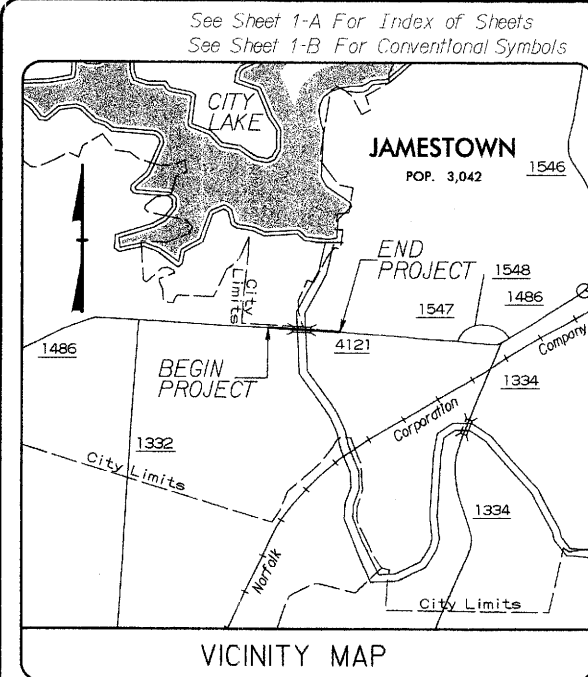 See Sheet 1-A For Index of Sheets
See Sheet 1-B For Conventional Symbols
CITY
LAKE
JAMESTOWN
POP. 3,042
1546
END
PROJECT
1548
1547
1486
City
Limits
4121
Company
1486
BEGIN
PROJECT
1334
Corporation
1332
City Limits
1334
Norfolk
City Limits
VICINITY MAP